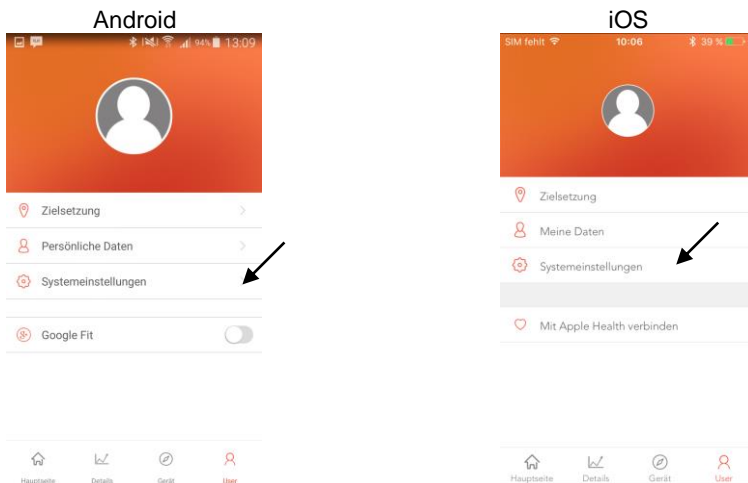 Android
94% 13:09
Zielsetzung
Persönliche Daten
Systemeinstellungen
Google Fit
Hauptseite Details Gerät User
iOS
SIM fehlt 10:06 39 %
Zielsetzung
Meine Daten
Systemeinstellungen
Mit Apple Health verbinden
Hauptseite Details Gerät User